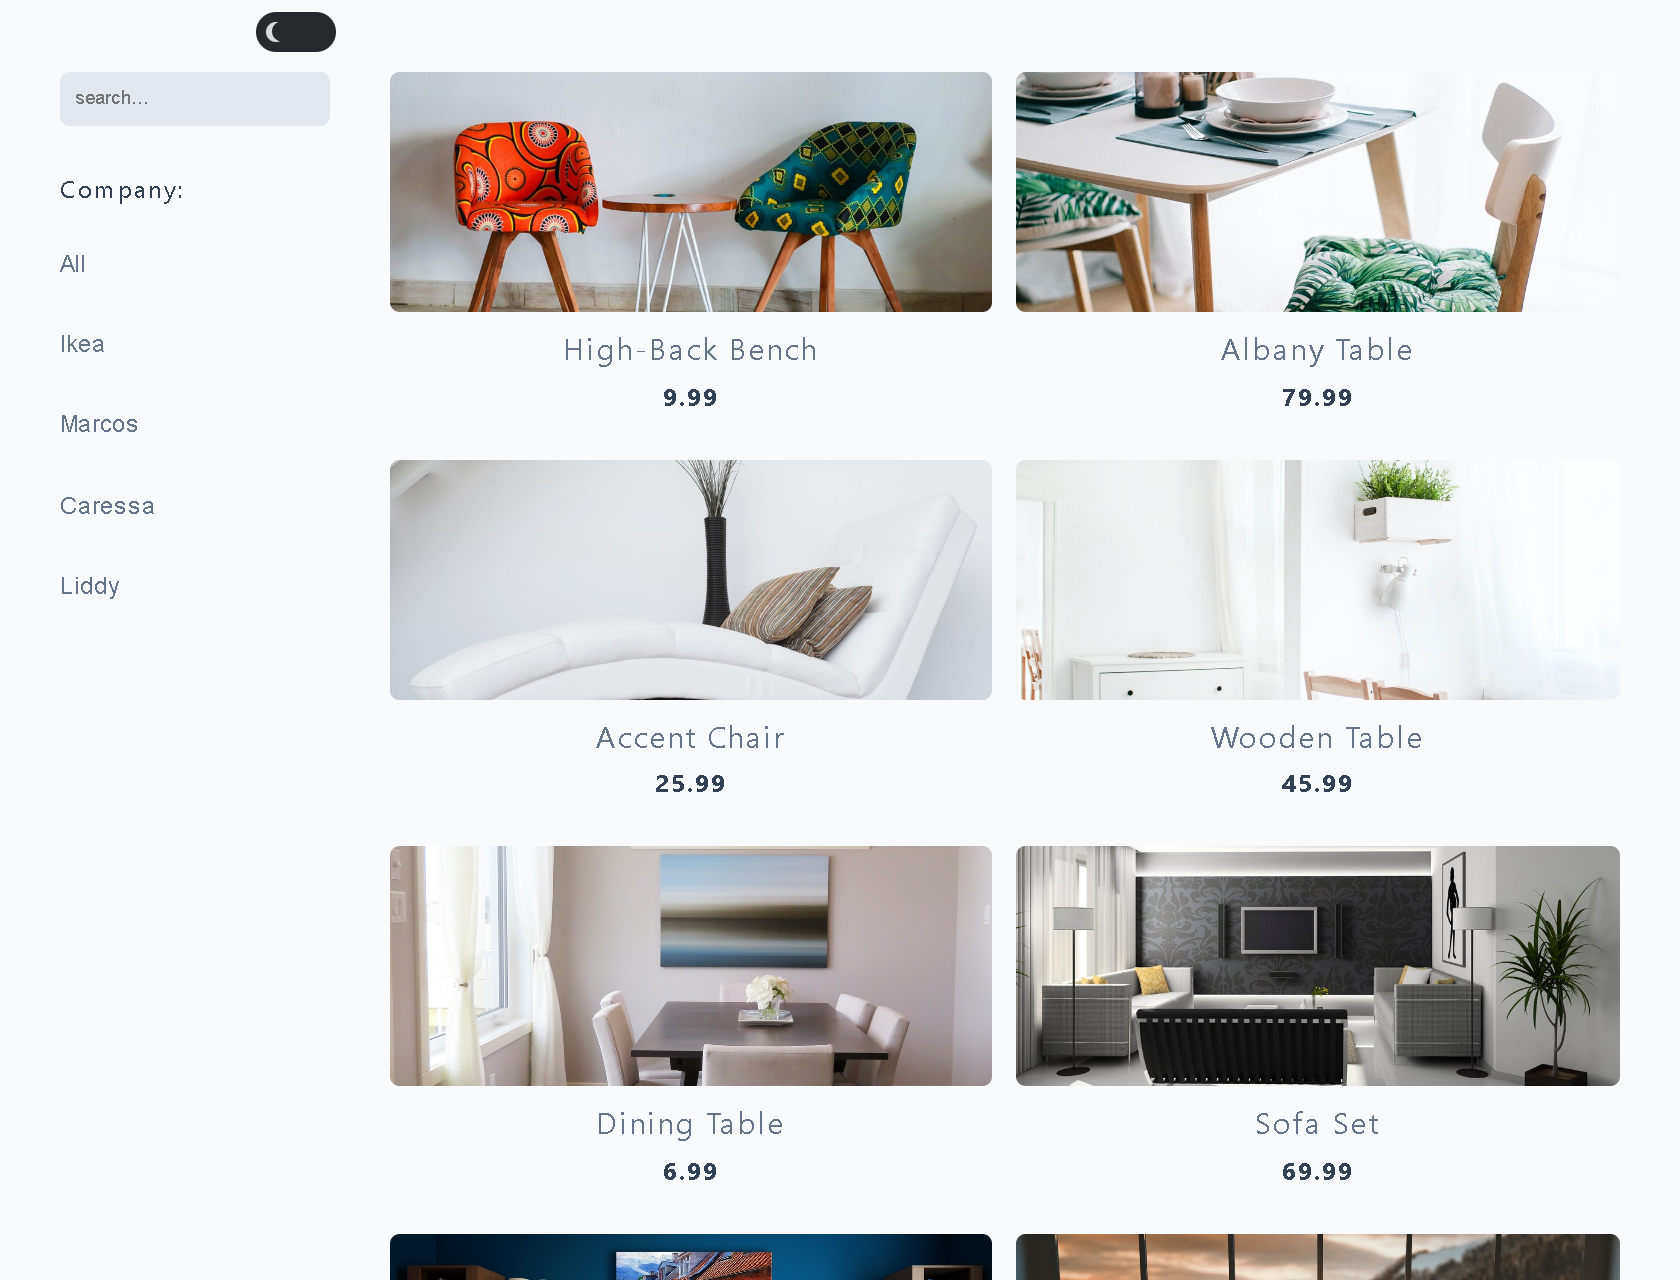 search...
Company:
All
Ikea
Marcos
Caressa
Liddy
High-Back Bench
9.99
Albany Table
79.99
Accent Chair
25.99
Wooden Table
45.99
Dining Table
6.99
Sofa Set
69.99